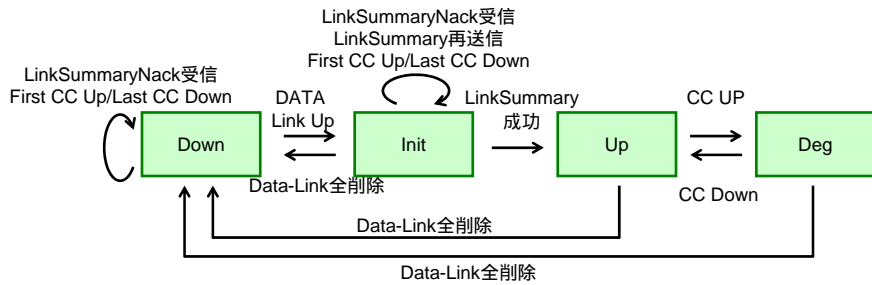 LinkSummaryNack受信
LinkSummary再送信
First CC Up/Last CC Down
LinkSummaryNack受信
First CC Up/Last CC Down
DATA
Link Up
LinkSummary
成功
CC UP
Down
Init
Up
Deg
Data-Link全削除
CC Down
Data-Link全削除
Data-Link全削除